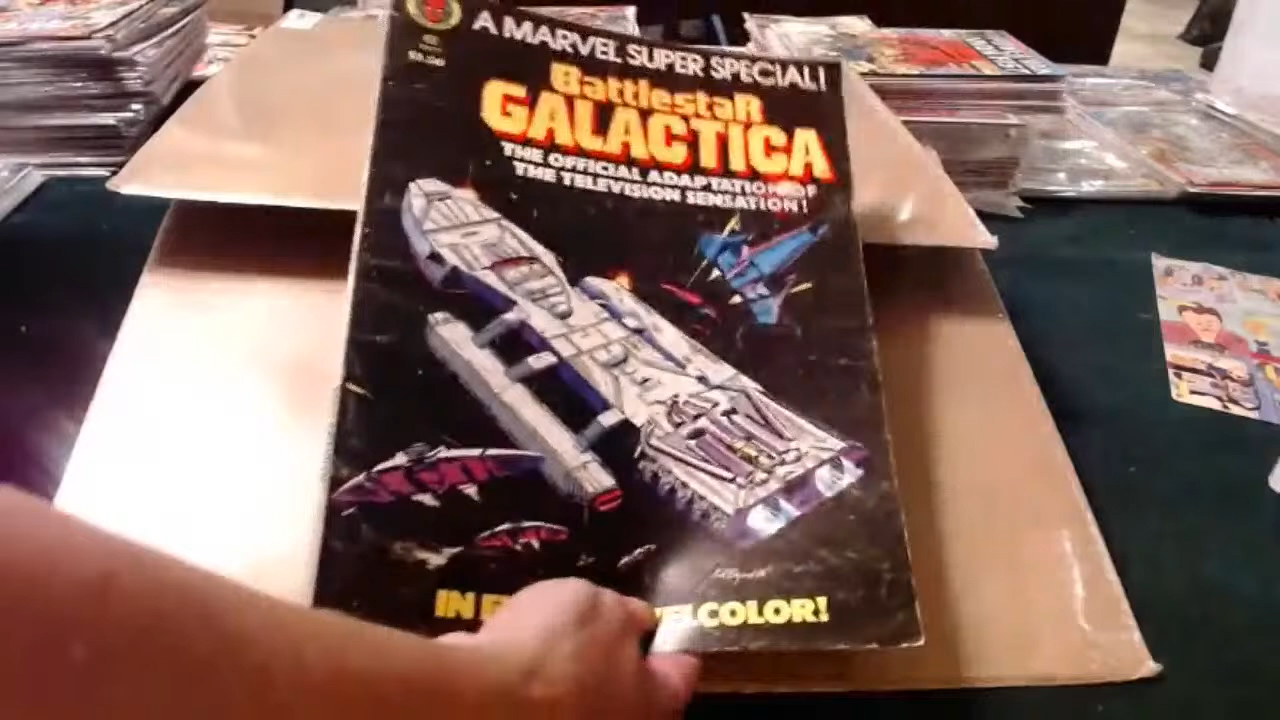 A MARVEL SUPER SPECIAL!
BattlestaR
GALACTICA
THE OFFICIAL ADAPTATION OF
THE TELEVISION SENSATION!
IN COLOR!